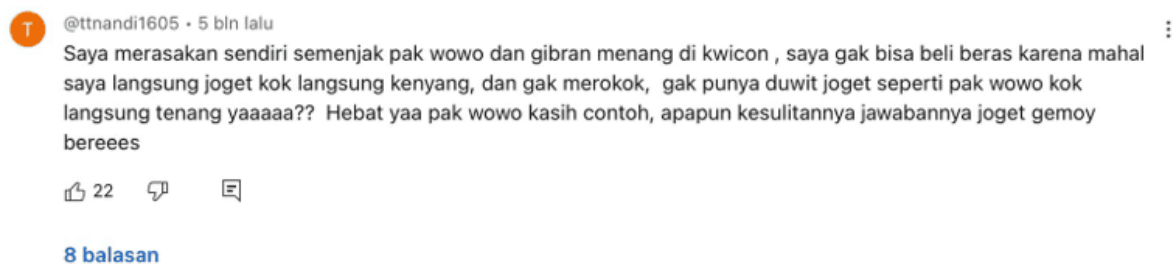 T
@ttnandi1605 • 5 bln lalu
Saya merasakan sendiri semenjak pak wowo dan gibran menang di kwicon , saya gak bisa beli beras karena mahal
saya langsung joget kok langsung kenyang, dan gak merokok, gak punya duwit joget seperti pak wowo kok
langsung tenang yaaaaa?? Hebat yaa pak wowo kasih contoh, apapun kesulitannya jawabannya joget gemoy
bereees
22
8 balasan